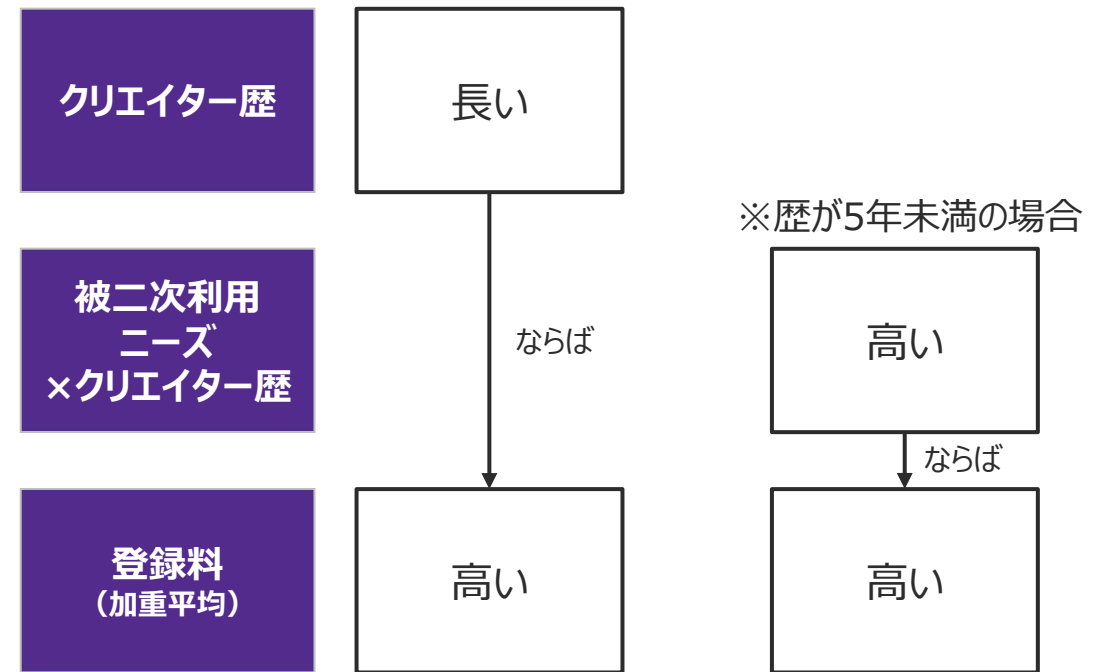 クリエイター歴
長い
※歴が5年未満の場合
被二次利用
ニーズ
×クリエイター歴
ならば
高い
ならば
登録料
（加重平均）
高い
高い